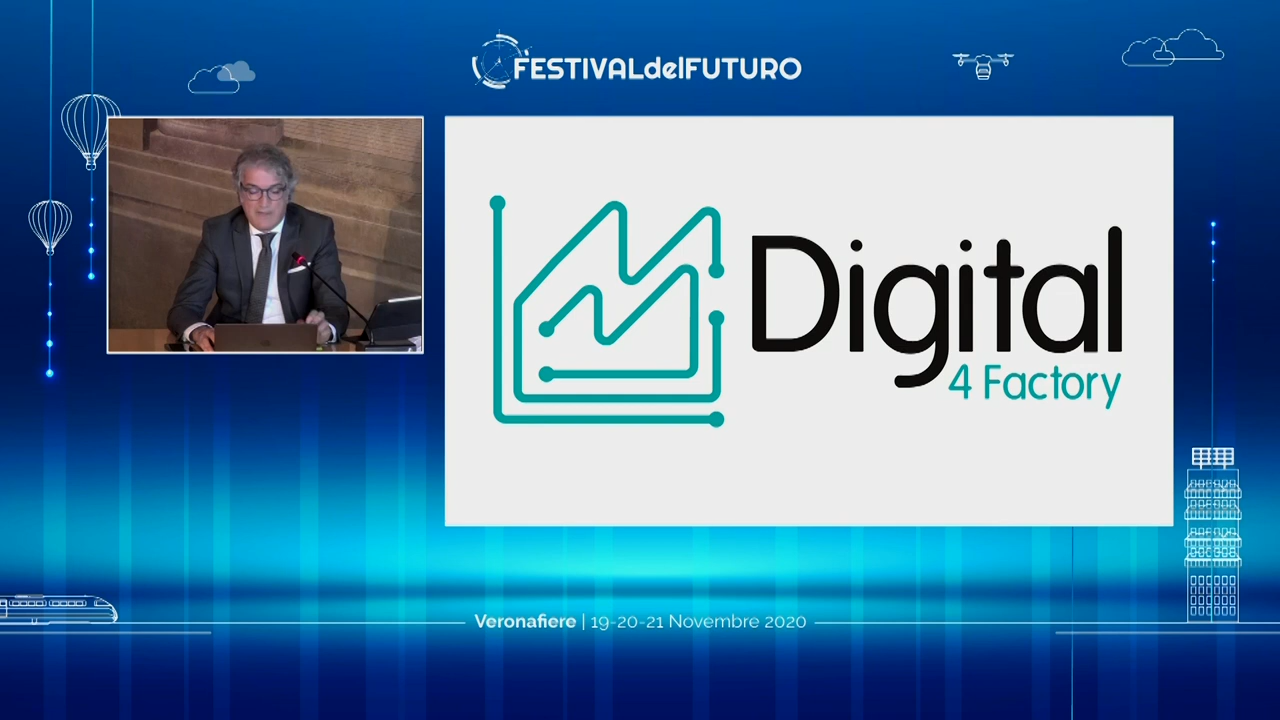 FESTIVALdelFUTURO
Digital
4 Factory
Veronafiere | 19-20-21 Novembre 2020